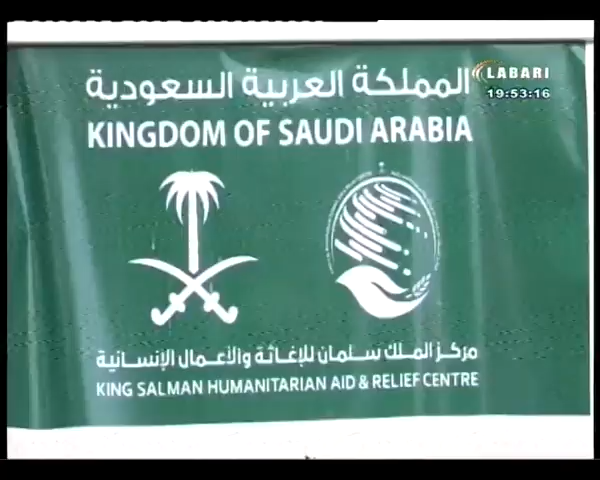 المملكة العربية السعودية
LABARI
19:53:16
KINGDOM OF SAUDI ARABIA
مركز الملك سلمان للإغاثة والأعمال الإنسانية
KING SALMAN HUMANITARIAN AID & RELIEF CENTRE